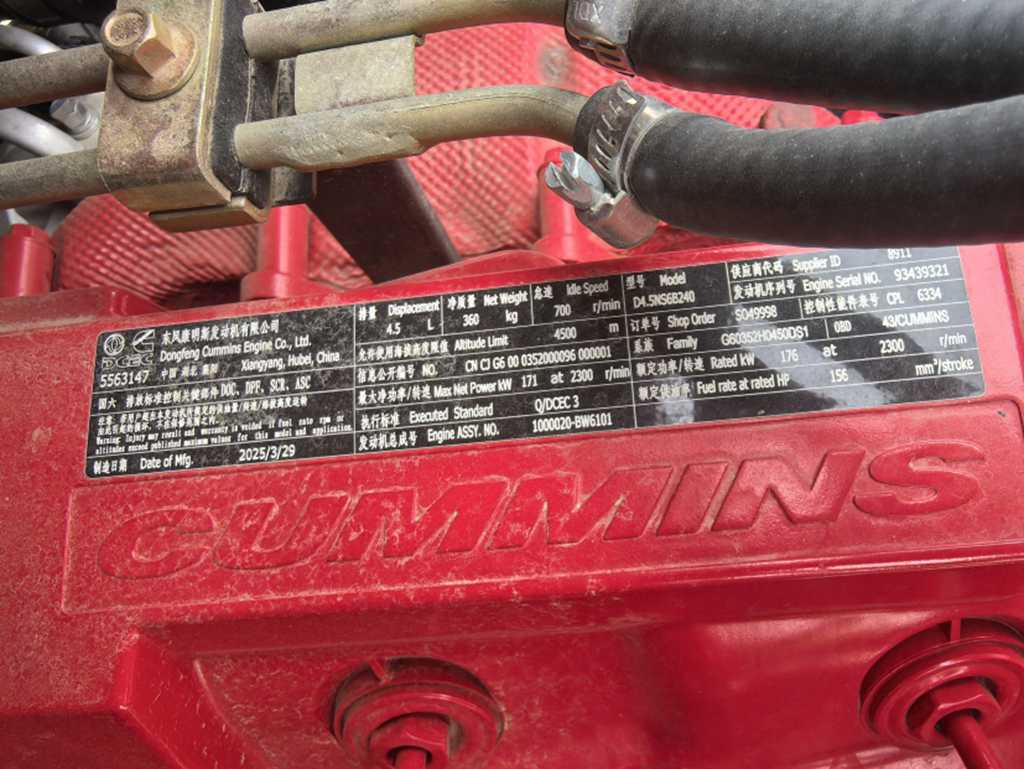 东风康明斯发动机有限公司
Dongfeng Cummins Engine Co., Ltd.
中国 湖北 襄阳 Xiangyang, Hubei, China
DCEC
5563147
国六 排放标准控制关键部件 DOC, DPF, SCR, ASC
Warning: Injury may result and warranty is voided if fuel rate or
altitudes exceed published maximum values for this model and application.
制造日期 Date of Mfg. 2025/3/29
排量 Displacement 4.5 L
净质量 Net Weight 360 kg
怠速 Idle Speed 700 r/min
允许使用海拔高度限值 Altitude Limit 4500 m
信息公开编号 NO. CN CJ G6 00 0352000096 000001
最大净功率/转速 Max Net Power kW 171 at 2300 r/min
执行标准 Executed Standard Q/DCEC 3
发动机总成号 Engine ASSY. NO. 1000020-BW6101
型号 Model D4.5NS6B240
供应商代码 Supplier ID 8911
发动机序列号 Engine Serial NO. 93439321
订单号 Shop Order SO49998
控制性能件表号 CPL 6334
系族 Family G60352H0450DS1
OBD 43/CUMMINS
额定功率/转速 Rated kW 176 at 2300 r/min
额定供油率 Fuel rate at rated HP 156 mm³/stroke
CUMMINS